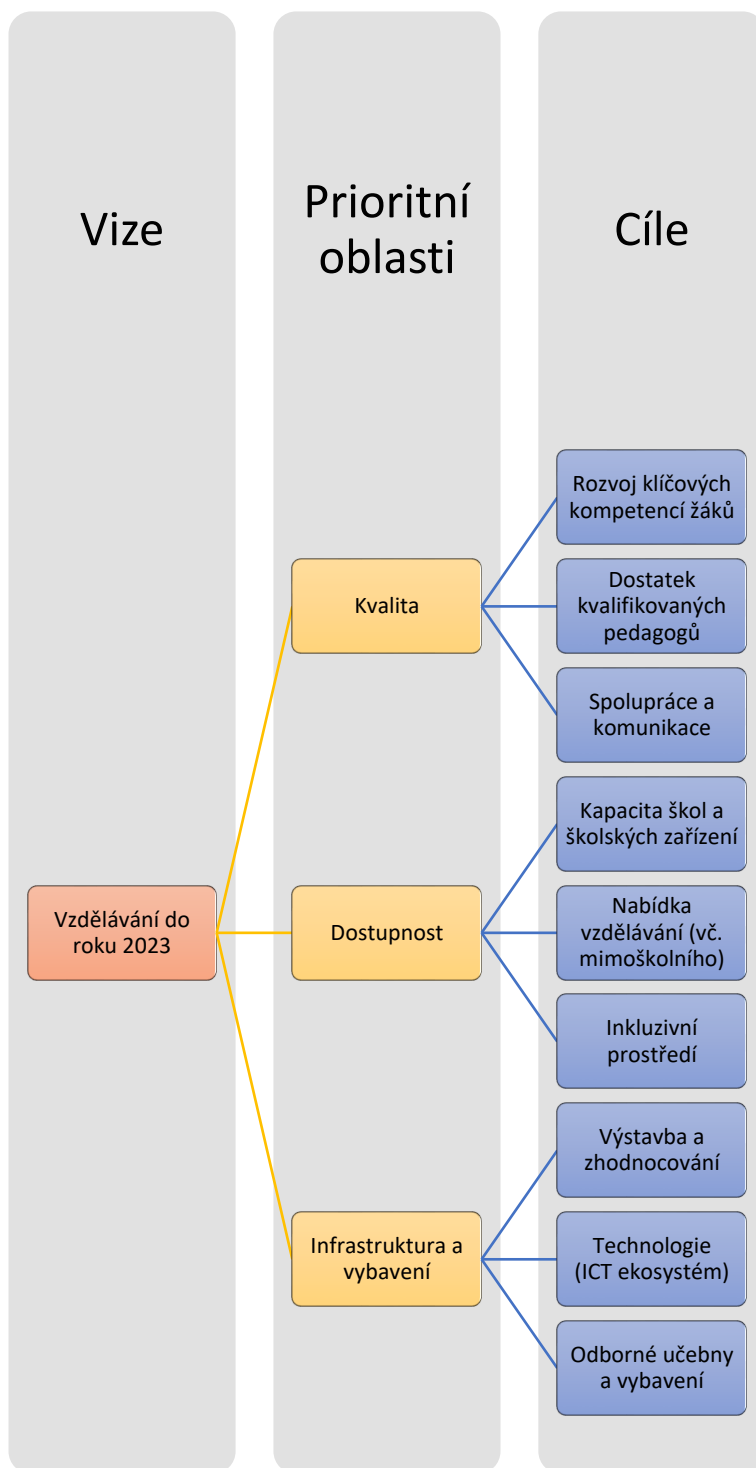 Vize
Prioritní
oblasti
Cíle
Vzdělávání do
roku 2023
Kvalita
Rozvoj klíčových
kompetencí žáků
Dostatek
kvalifikovaných
pedagogů
Spolupráce a
komunikace
Dostupnost
Kapacita škol a
školských zařízení
Nabídka
vzdělávání (vč.
mimoškolního)
Inkluzivní
prostředí
Infrastruktura a
vybavení
Výstavba a
zhodnocování
Technologie
(ICT ekosystém)
Odborné učebny
a vybavení